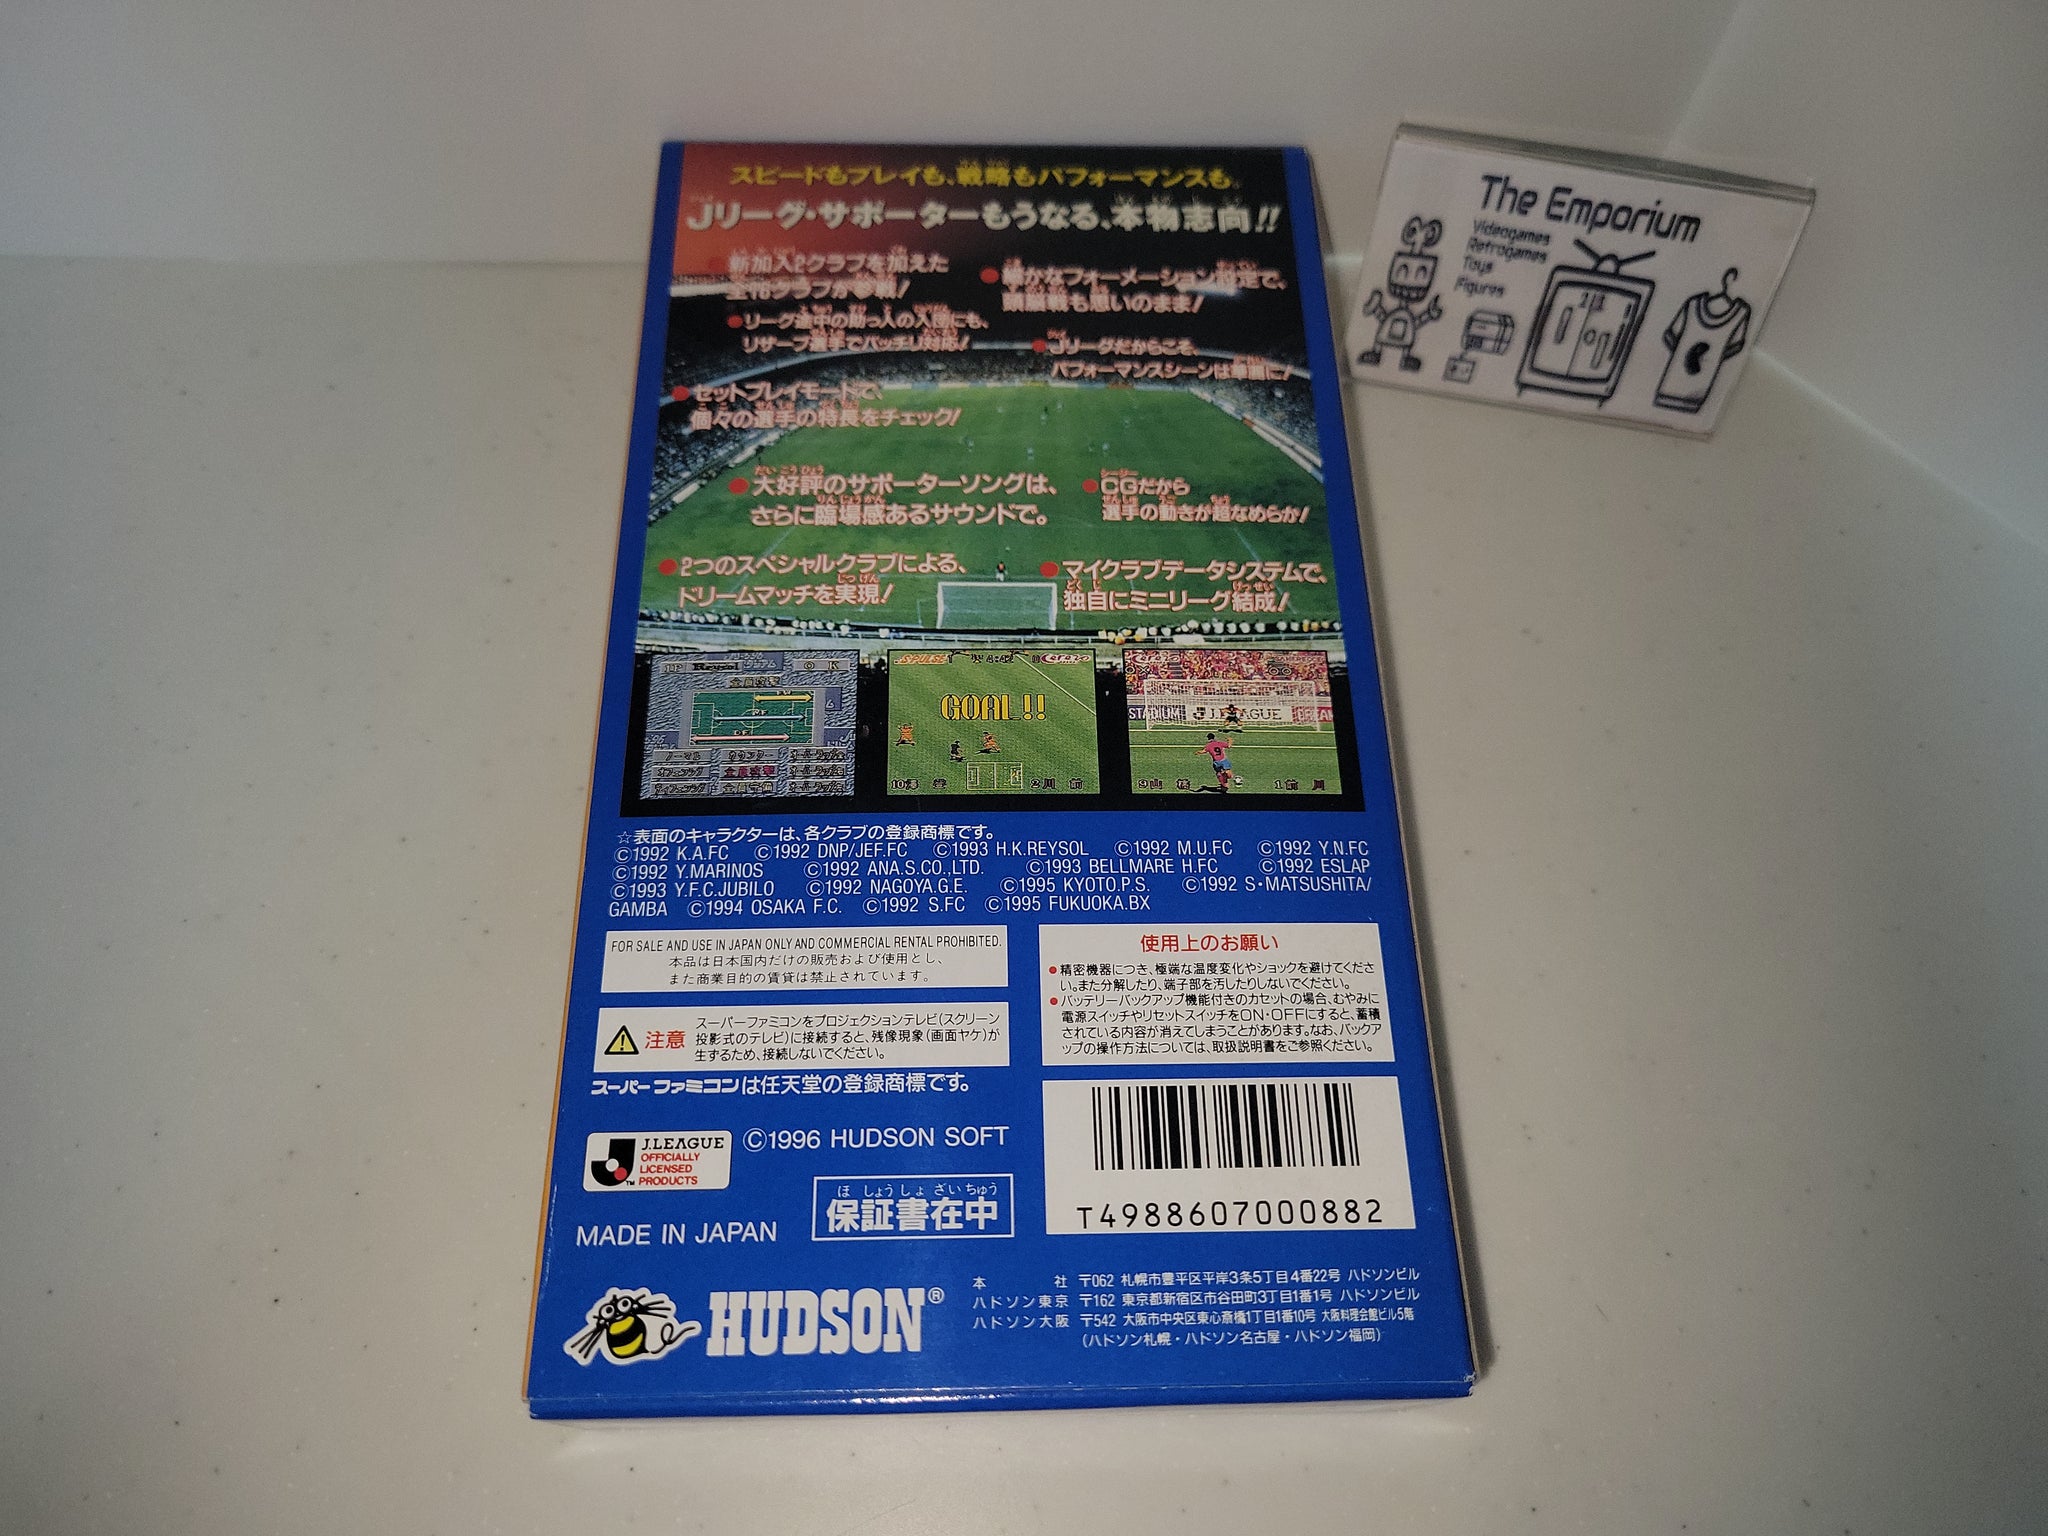 スピードもプレイも、戦略もパフォーマンスも。
Jリーグ・サポーターもうなる、本物志向!!
新加入2クラブを加えた
全16クラブが参戦!
●リーグ途中の助っ人の入団にも、
リザーブ選手でバッチリ対応!
●セットプレイモードで、
個々の選手の特長をチェック!
●細かなフォーメーション設定で、
頭脳戦も思いのまま!
●Jリーグだからこそ、
パフォーマンスシーンは華麗に!
●大好評のサポーターソングは、
さらに臨場感あるサウンドで。
●CGだから
選手の動きが超なめらか!
●2つのスペシャルクラブによる、
ドリームマッチを実現!
●マイクラブデータシステムで、
独自にミニリーグ結成!
1P
OK
全員攻撃
GOAL!!
STADIUM
J.LEAGUE
☆表面のキャラクターは、各クラブの登録商標です。
©1992 K.A.FC ©1992 DNP/JEF.FC ©1993 H.K.REYSOL ©1992 M.U.FC ©1992 Y.N.FC
©1992 Y.MARINOS ©1992 ANA.S.CO.,LTD. ©1993 BELLMARE H.FC ©1992 ESLAP
©1993 Y.F.C.JUBILO ©1992 NAGOYA.G.E. ©1995 KYOTO.P.S. ©1992 S・MATSUSHITA/
GAMBA ©1994 OSAKA F.C. ©1992 S.FC ©1995 FUKUOKA.BX
FOR SALE AND USE IN JAPAN ONLY AND COMMERCIAL RENTAL PROHIBITED.
本品は日本国内だけの販売および使用とし、
また商業目的の賃貸は禁止されています。
注意
スーパーファミコンをプロジェクションテレビ(スクリーン
投影式のテレビ)に接続すると、残像現象(画面ヤケ)が
生ずるため、接続しないでください。
使用上のお願い
●精密機器につき、極端な温度変化やショックを避けてくださ
い。また分解したり、端子部を汚したりしないでください。
●バッテリーバックアップ機能付きのカセットの場合、むやみに
電源スイッチやリセットスイッチをON・OFFにすると、蓄積
されている内容が消えてしまうことがあります。なお、バックア
ップの操作方法については、取扱説明書をご参照ください。
スーパーファミコンは任天堂の登録商標です。
J.LEAGUE
OFFICIALLY
LICENSED
PRODUCTS
TM
©1996 HUDSON SOFT
ほしょうしょざいちゅう
保証書在中
MADE IN JAPAN
T4988607000882
HUDSON®
本社 〒062 札幌市豊平区平岸3条5丁目4番22号 ハドソンビル
ハドソン東京 〒162 東京都新宿区市谷田町3丁目1番1号 ハドソンビル
ハドソン大阪 〒542 大阪市中央区東心斎橋1丁目1番10号 大阪料理会館ビル5階
(ハドソン札幌・ハドソン名古屋・ハドソン福岡)
The Emporium
Videogames
Retrogames
Toys
Figures